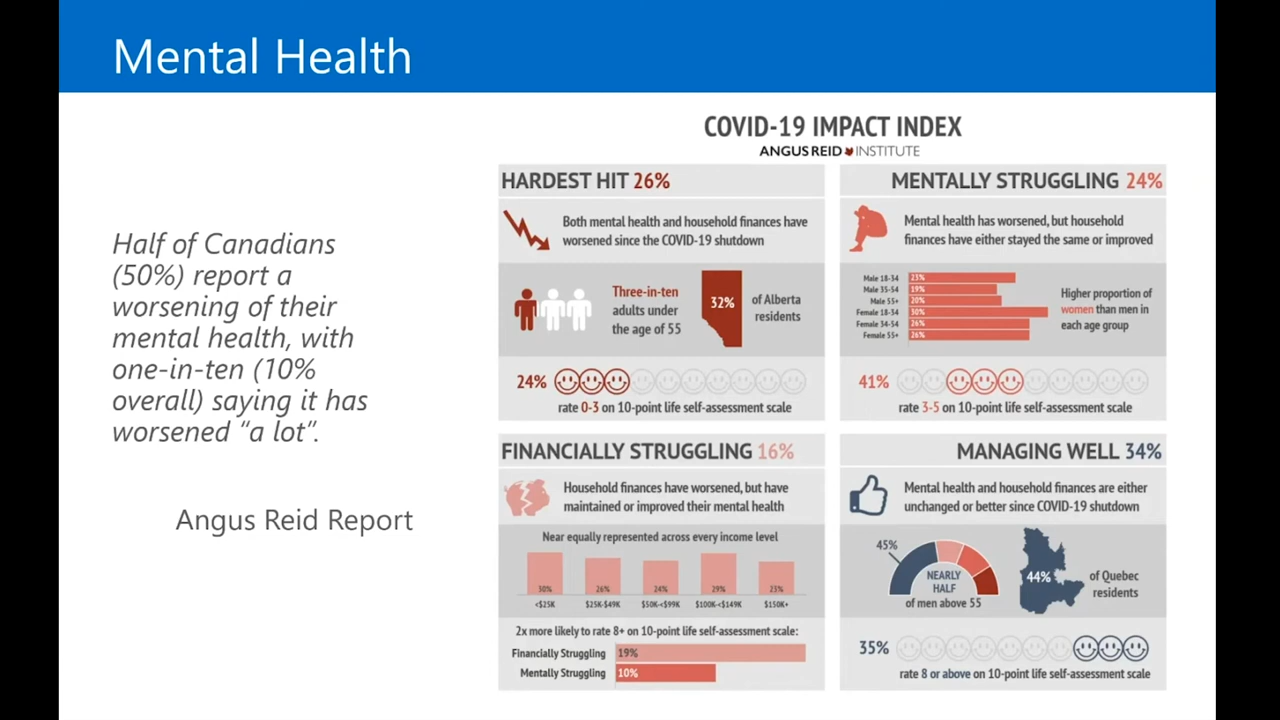 Mental Health
Half of Canadians
(50%) report a
worsening of their
mental health, with
one-in-ten (10%
overall) saying it has
worsened “a lot”.
Angus Reid Report
COVID-19 IMPACT INDEX
ANGUS REID INSTITUTE
HARDEST HIT 26%
Both mental health and household finances have
worsened since the COVID-19 shutdown
Three-in-ten
adults under
the age of 55
32%
of Alberta
residents
24%
rate 0-3 on 10-point life self-assessment scale
MENTALLY STRUGGLING 24%
Mental health has worsened, but household
finances have either stayed the same or improved
Male 18-34 23%
Male 35-54 19%
Male 55+ 20%
Female 18-34 30%
Female 34-54 26%
Female 55+ 26%
Higher proportion of
women than men in
each age group
41%
rate 3-5 on 10-point life self-assessment scale
FINANCIALLY STRUGGLING 16%
Household finances have worsened, but have
maintained or improved their mental health
Near equally represented across every income level
30% 26% 24% 29% 23%
<$25K $25K-$49K $50K-<$99K $100K-<$149K $150K+
2x more likely to rate 8+ on 10-point life self-assessment scale:
Financially Struggling 19%
Mentally Struggling 10%
MANAGING WELL 34%
Mental health and household finances are either
unchanged or better since COVID-19 shutdown
45%
NEARLY
HALF
of men above 55
44%
of Quebec
residents
35%
rate 8 or above on 10-point life self-assessment scale